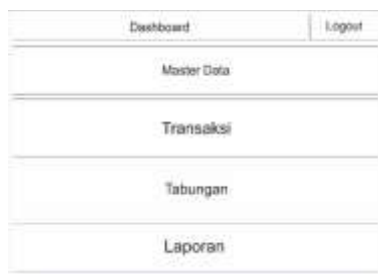 Dashboard Logout
Master Data
Transaksi
Tabungan
Laporan